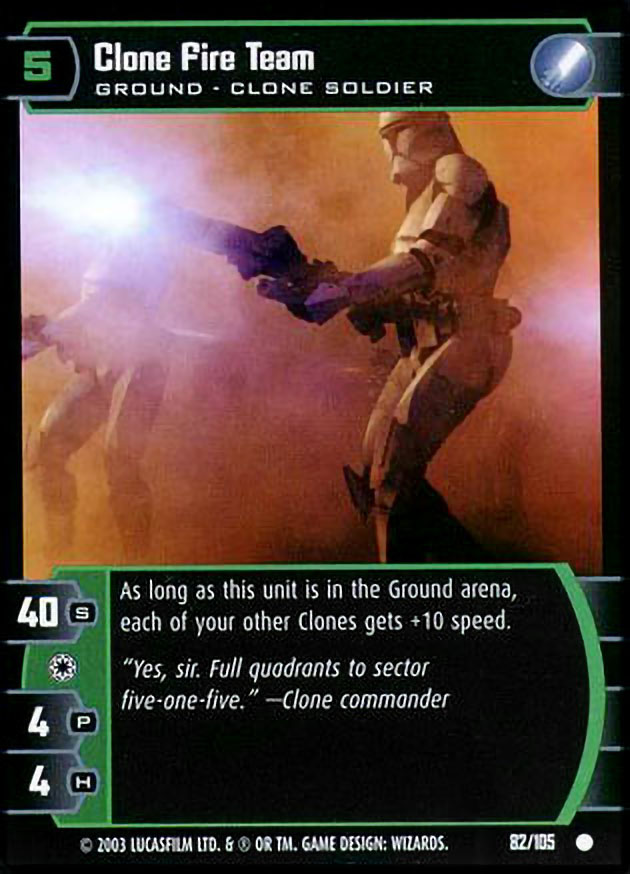 5
Clone Fire Team
GROUND - CLONE SOLDIER
40 S
As long as this unit is in the Ground arena,
each of your other Clones gets +10 speed.
"Yes, sir. Full quadrants to sector
five-one-five." —Clone commander
4 P
4 H
© 2003 LUCASFILM LTD. & ® OR TM. GAME DESIGN: WIZARDS.
82/105